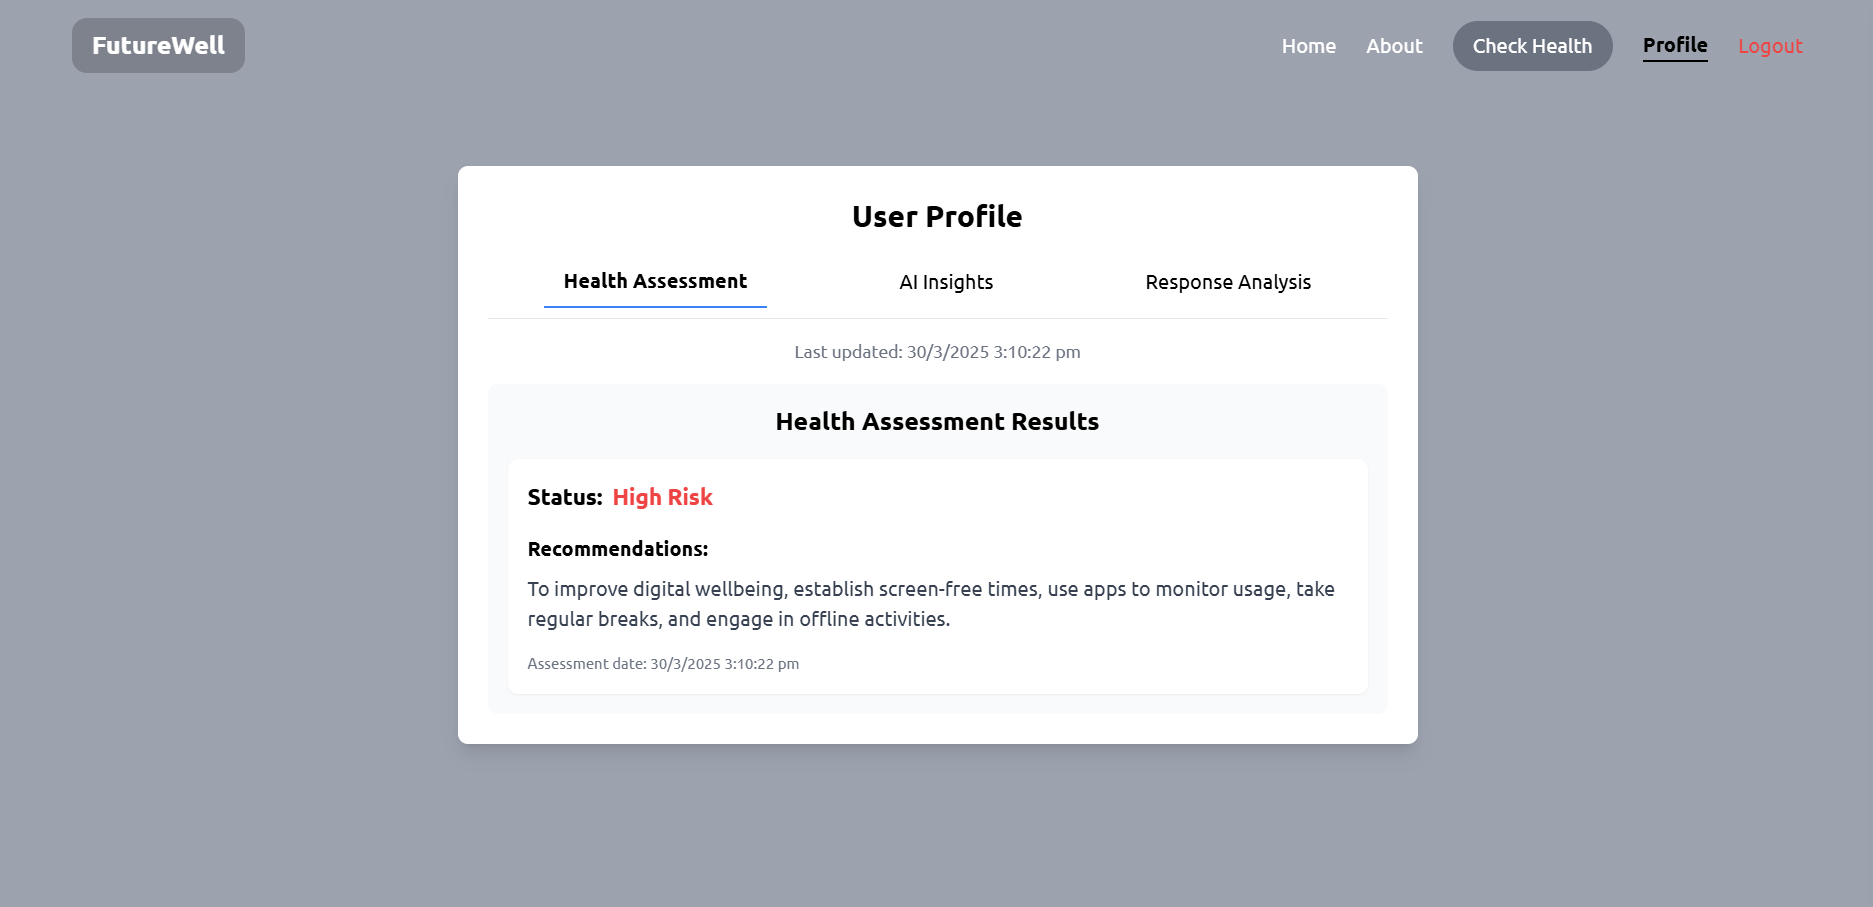 FutureWell
Home About Check Health Profile Logout
User Profile
Health Assessment AI Insights Response Analysis
Last updated: 30/3/2025 3:10:22 pm
Health Assessment Results
Status: High Risk
Recommendations:
To improve digital wellbeing, establish screen-free times, use apps to monitor usage, take
regular breaks, and engage in offline activities.
Assessment date: 30/3/2025 3:10:22 pm